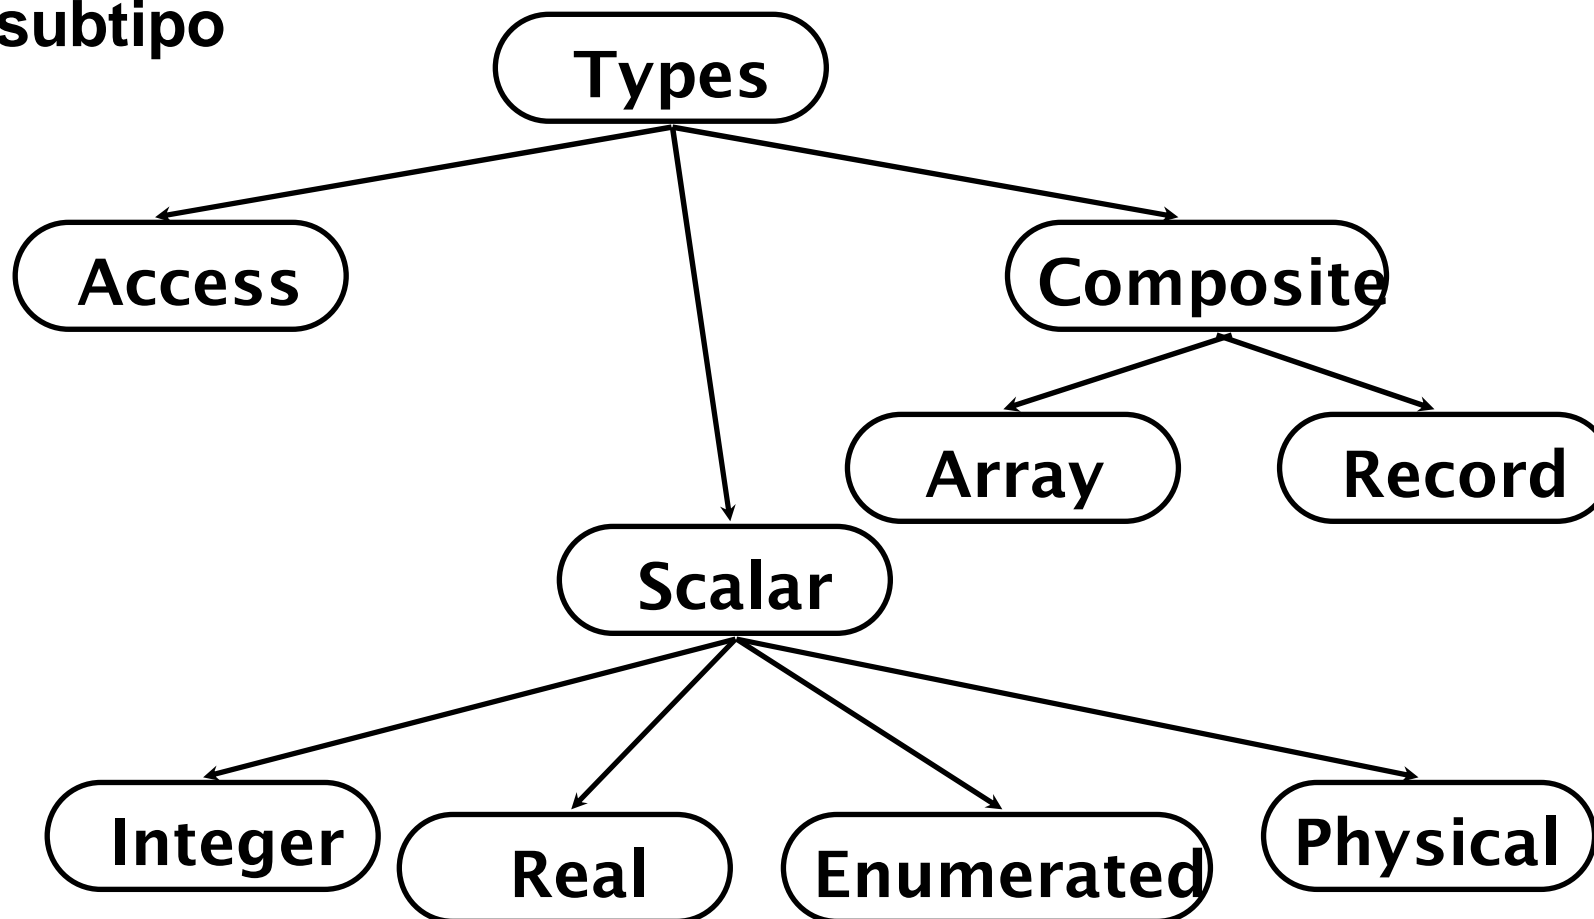 subtipo
Types
Access
Composite
Array
Record
Scalar
Integer
Real
Enumerated
Physical